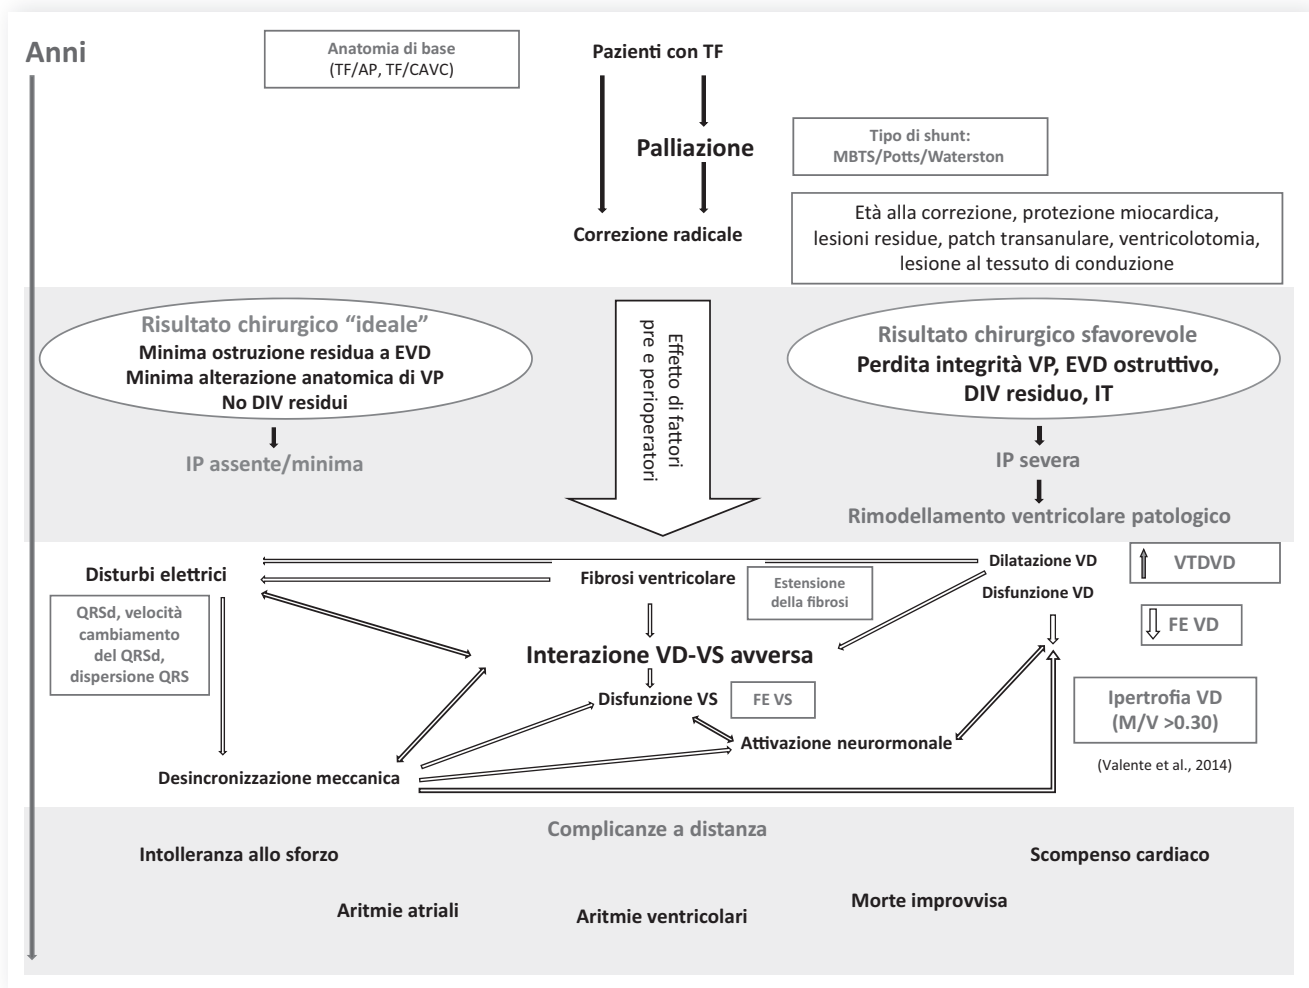 Anni
Anatomia di base
(TF/AP, TF/CAVC)
Pazienti con TF
Palliazione
Tipo di shunt:
MBTS/Potts/Waterston
Correzione radicale
Età alla correzione, protezione miocardica,
lesioni residue, patch transanulare, ventricolotomia,
lesione al tessuto di conduzione
Risultato chirurgico “ideale”
Minima ostruzione residua a EVD
Minima alterazione anatomica di VP
No DIV residui
IP assente/minima
Effetto di fattori
pre e perioperatori
Risultato chirurgico sfavorevole
Perdita integrità VP, EVD ostruttivo,
DIV residuo, IT
IP severa
Rimodellamento ventricolare patologico
Disturbi elettrici
QRSd, velocità
cambiamento
del QRSd,
dispersione QRS
Fibrosi ventricolare
Estensione
della fibrosi
Dilatazione VD
Disfunzione VD
VTDVD
FE VD
Interazione VD-VS avversa
Disfunzione VS
FE VS
Ipertrofia VD
(M/V >0.30)
Attivazione neurormonale
(Valente et al., 2014)
Desincronizzazione meccanica
Complicanze a distanza
Intolleranza allo sforzo
Scompenso cardiaco
Aritmie atriali
Aritmie ventricolari
Morte improvvisa